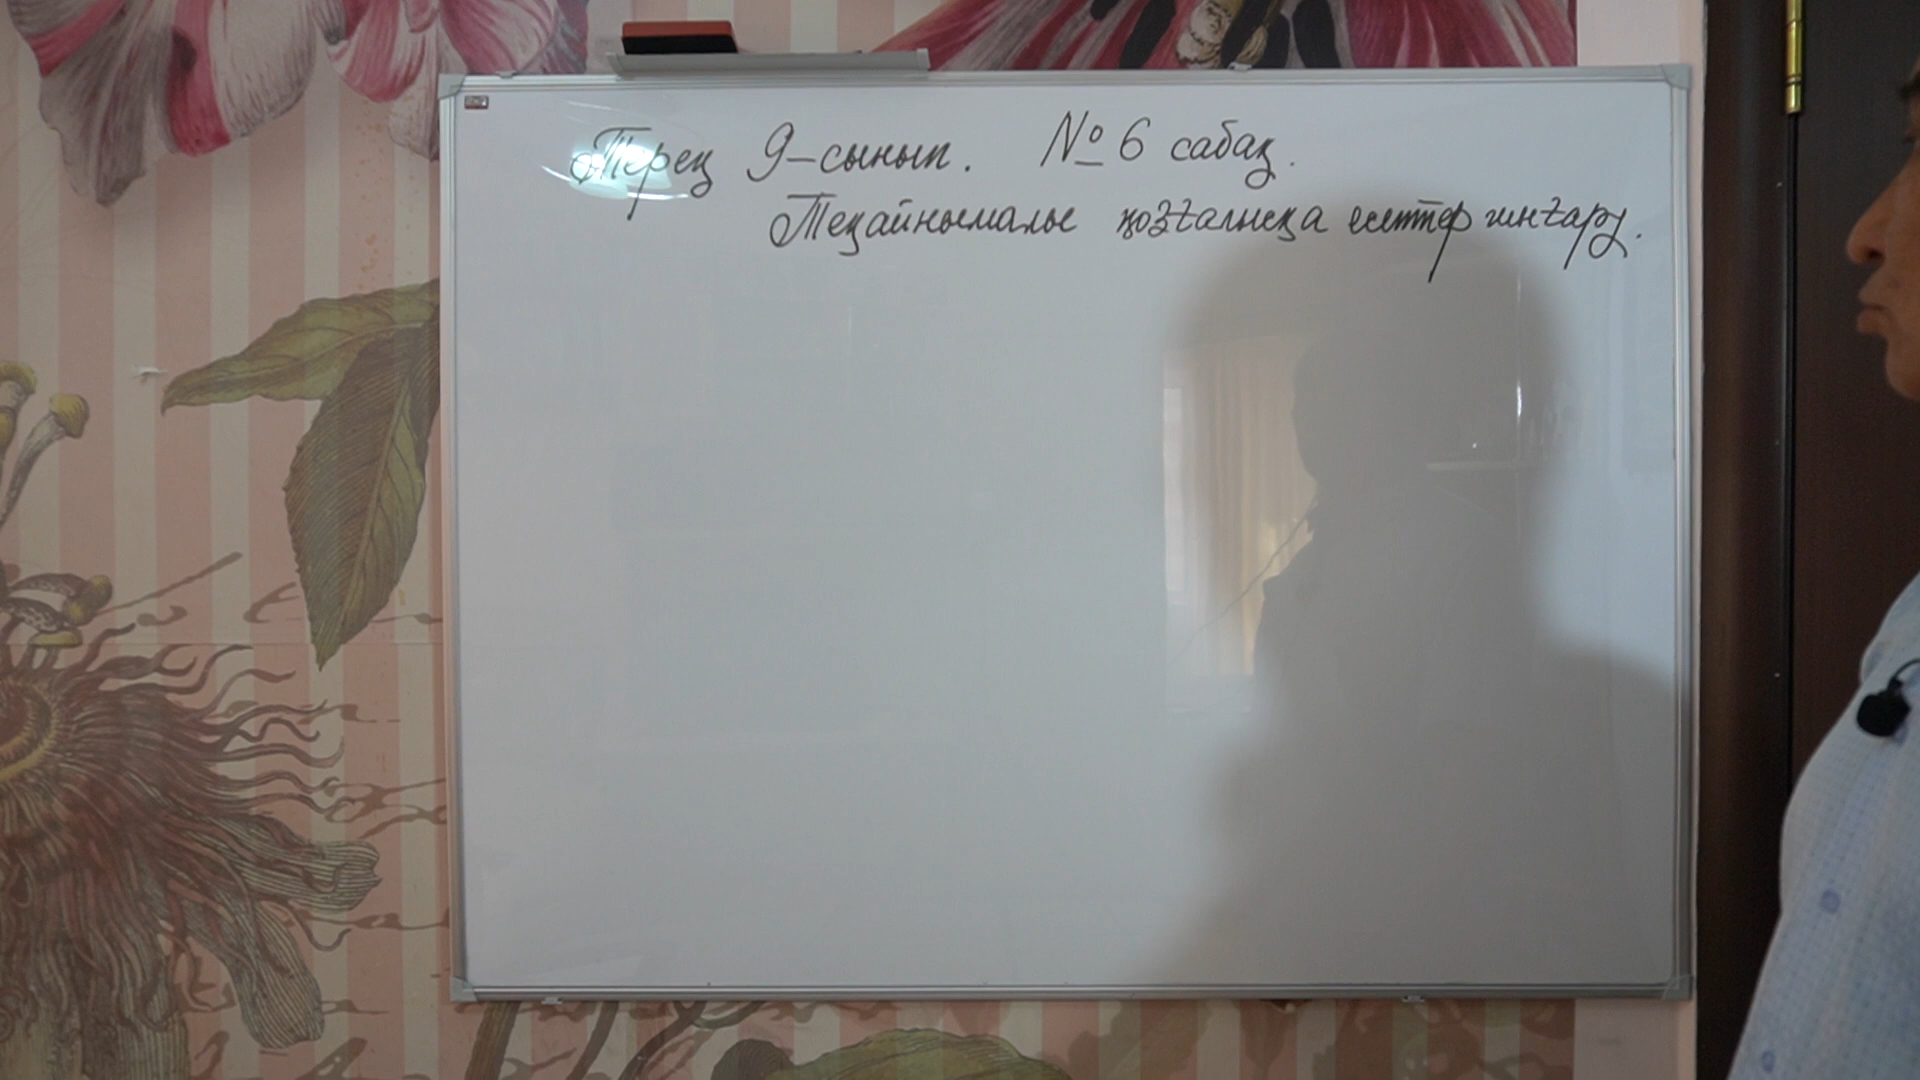 Терең 9-сынып. № 6 сабақ.
Теңайнымалы қозғалысқа есептер шығару.